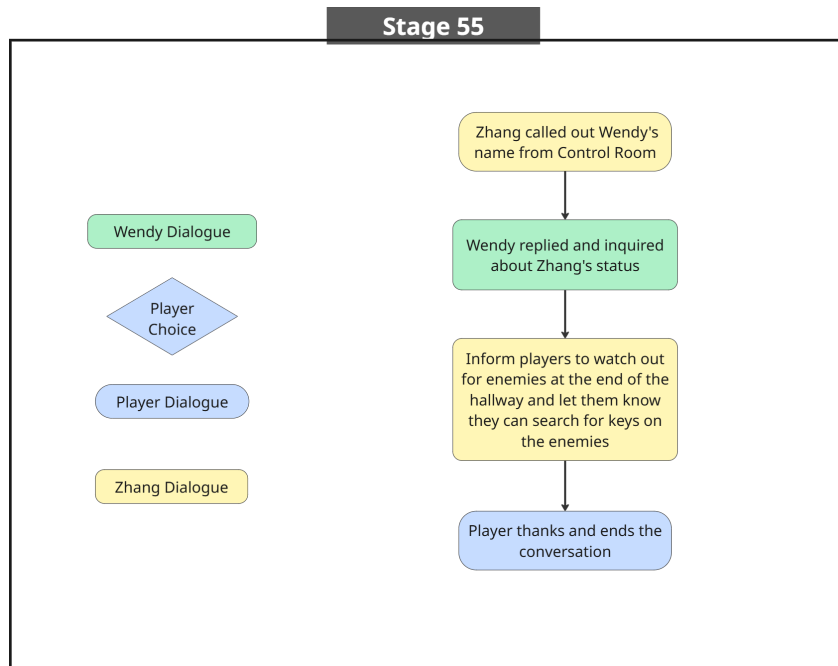 Stage 55
Wendy Dialogue
Player
Choice
Player Dialogue
Zhang Dialogue
Zhang called out Wendy's
name from Control Room
Wendy replied and inquired
about Zhang's status
Inform players to watch out
for enemies at the end of the
hallway and let them know
they can search for keys on
the enemies
Player thanks and ends the
conversation